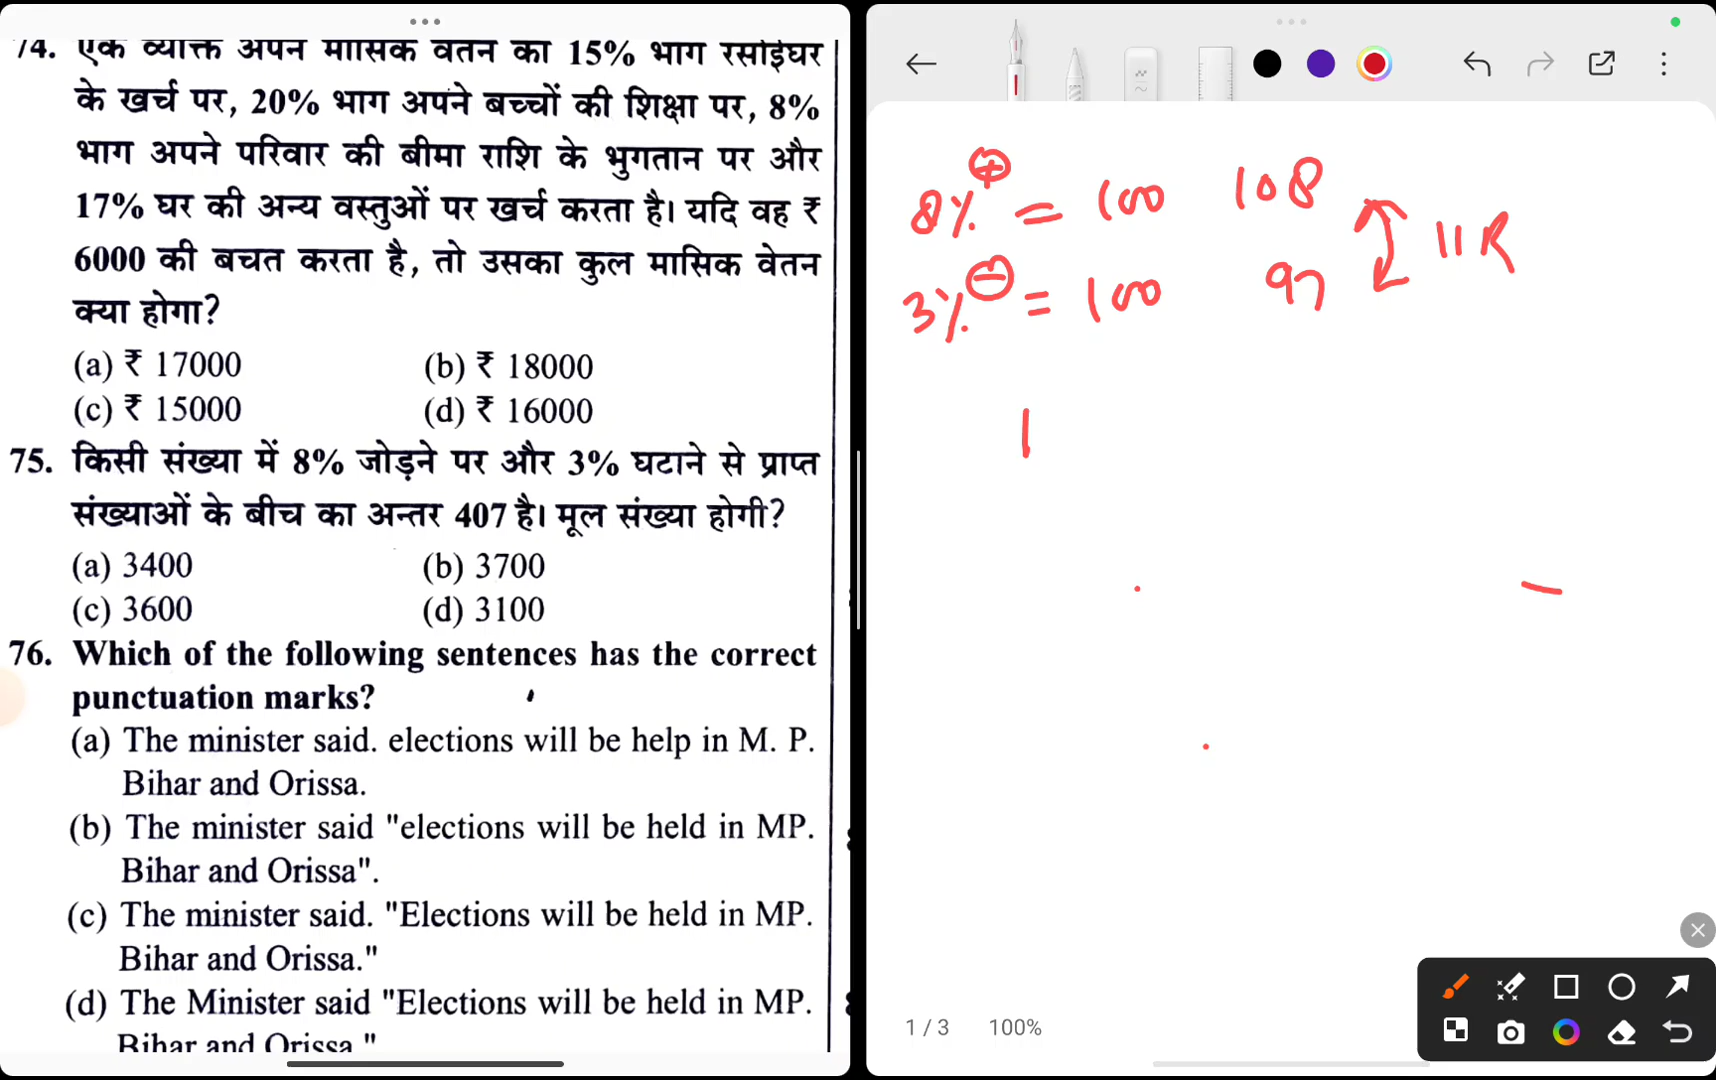 74. एक व्यक्ति अपने मासिक वेतन का 15% भाग रसोईघर
के खर्च पर, 20% भाग अपने बच्चों की शिक्षा पर, 8%
भाग अपने परिवार की बीमा राशि के भुगतान पर और
17% घर की अन्य वस्तुओं पर खर्च करता है। यदि वह ₹
6000 की बचत करता है, तो उसका कुल मासिक वेतन
क्या होगा?
(a) ₹ 17000 (b) ₹ 18000
(c) ₹ 15000 (d) ₹ 16000
75. किसी संख्या में 8% जोड़ने पर और 3% घटाने से प्राप्त
संख्याओं के बीच का अन्तर 407 है। मूल संख्या होगी?
(a) 3400 (b) 3700
(c) 3600 (d) 3100
76. Which of the following sentences has the correct
punctuation marks?
(a) The minister said. elections will be help in M. P.
Bihar and Orissa.
(b) The minister said "elections will be held in MP.
Bihar and Orissa".
(c) The minister said. "Elections will be held in MP.
Bihar and Orissa."
(d) The Minister said "Elections will be held in MP.
Bihar and Orissa."
8% ⊕ = 100 108
3% ⊖ = 100 97
11R
1
1 / 3 100%